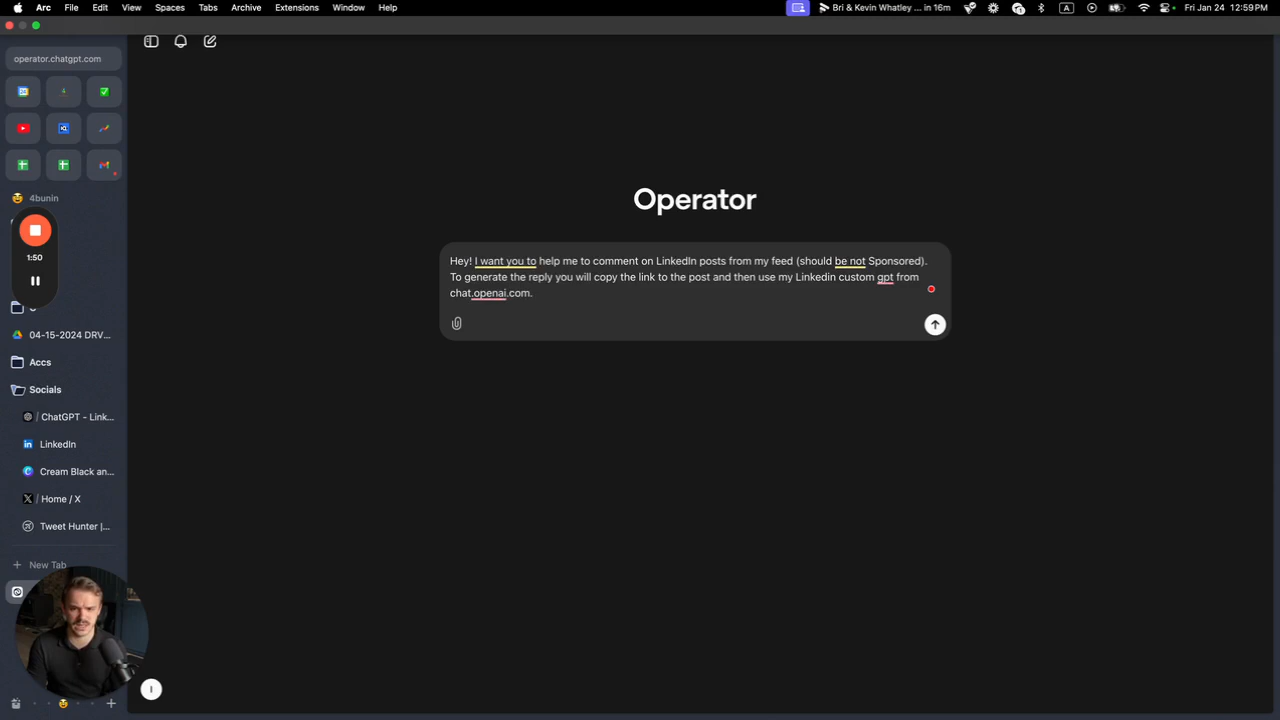 Arc File Edit View Spaces Tabs Archive Extensions Window Help
Bri & Kevin Whatley ... in 16m
A
Fri Jan 24 12:59 PM
operator.chatgpt.com
4bunin
1:50
04-15-2024 DRV...
Accs
Socials
/ ChatGPT - Link...
LinkedIn
Cream Black an...
/ Home / X
Tweet Hunter |...
+ New Tab
Operator
Hey! I want you to help me to comment on LinkedIn posts from my feed (should be not Sponsored).
To generate the reply you will copy the link to the post and then use my Linkedin custom gpt from
chat.openai.com.
I